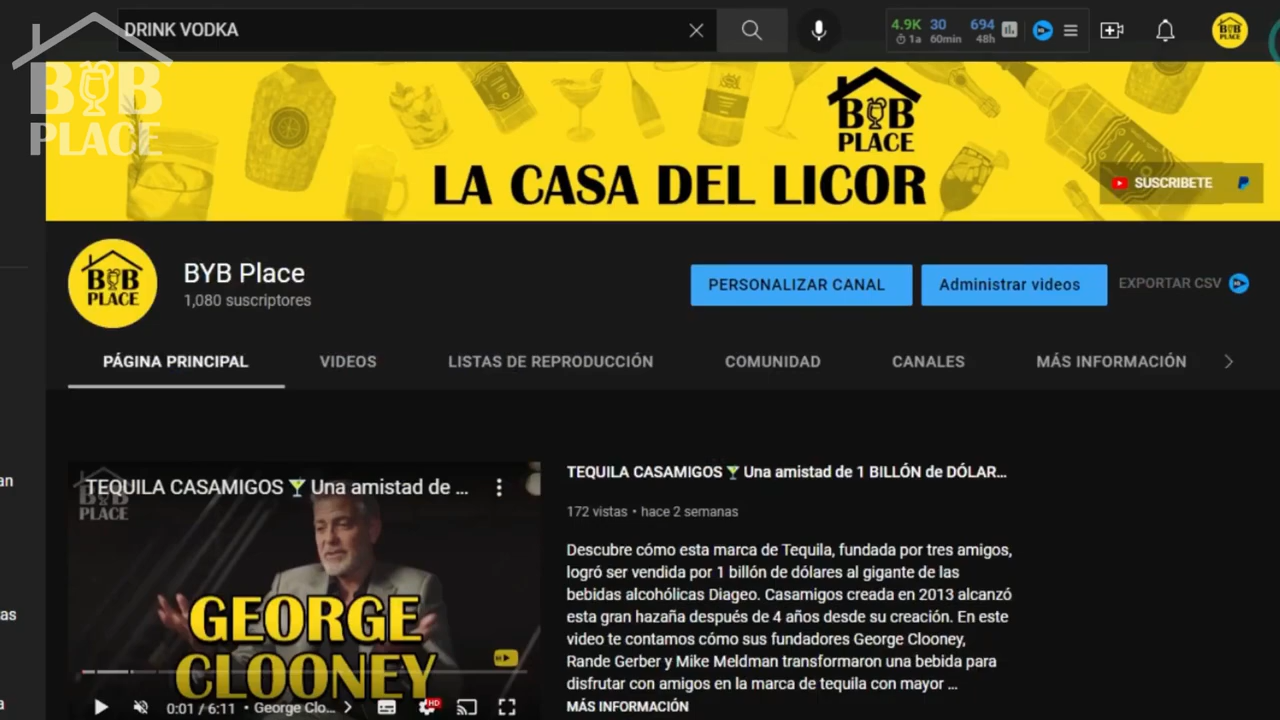 DRINK VODKA
4.9K 30 694
1a 60min 48h
BYB
PLACE
BYB
PLACE
BYB
PLACE
LA CASA DEL LICOR
SUSCRIBETE
BYB
PLACE
BYB Place
1,080 suscriptores
PERSONALIZAR CANAL
Administrar videos
EXPORTAR CSV
PÁGINA PRINCIPAL
VIDEOS
LISTAS DE REPRODUCCIÓN
COMUNIDAD
CANALES
MÁS INFORMACIÓN
an
as
a
BYB
PLACE
TEQUILA CASAMIGOS🍸Una amistad de ...
GEORGE
CLOONEY
0:01 / 6:11 • George Clo...
HD
TEQUILA CASAMIGOS🍸Una amistad de 1 BILLÓN de DÓLAR...
172 vistas • hace 2 semanas
Descubre cómo esta marca de Tequila, fundada por tres amigos,
logró ser vendida por 1 billón de dólares al gigante de las
bebidas alcohólicas Diageo. Casamigos creada en 2013 alcanzó
esta gran hazaña después de 4 años desde su creación. En este
video te contamos cómo sus fundadores George Clooney,
Rande Gerber y Mike Meldman transformaron una bebida para
disfrutar con amigos en la marca de tequila con mayor ...
MÁS INFORMACIÓN